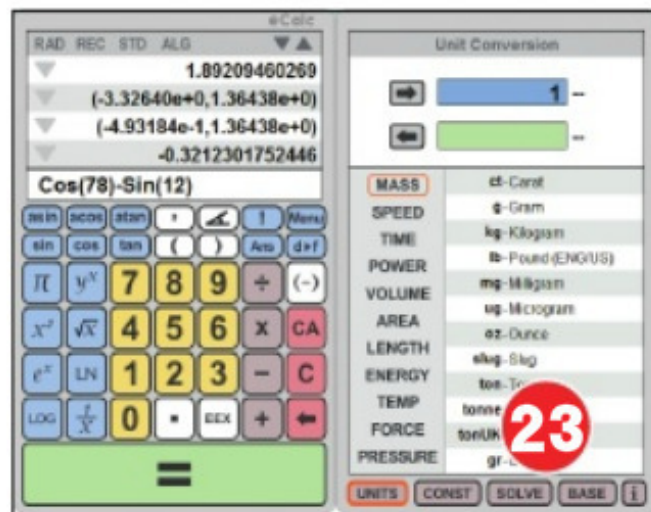 eCalc
RAD REC STD ALG
1.89209460269
(-3.32640e+0,1.36438e+0)
(-4.93184e-1,1.36438e+0)
-0.3212301752446
Cos(78)-Sin(12)
asin acos atan , ! Menu
sin cos tan ( ) Ans d▸f
π yˣ 7 8 9 ÷ (-)
x² √x 4 5 6 x CA
eˣ LN 1 2 3 - C
LOG 1/X 0 . EEX +
=
Unit Conversion
1 --
--
MASS
SPEED
TIME
POWER
VOLUME
AREA
LENGTH
ENERGY
TEMP
FORCE
PRESSURE
ct-Carat
g-Gram
kg-Kilogram
lb-Pound(ENG/US)
mg-Milligram
ug-Microgram
oz-Ounce
slug-Slug
ton
tonne
tonUK
gr
23
UNITS CONST SOLVE BASE i